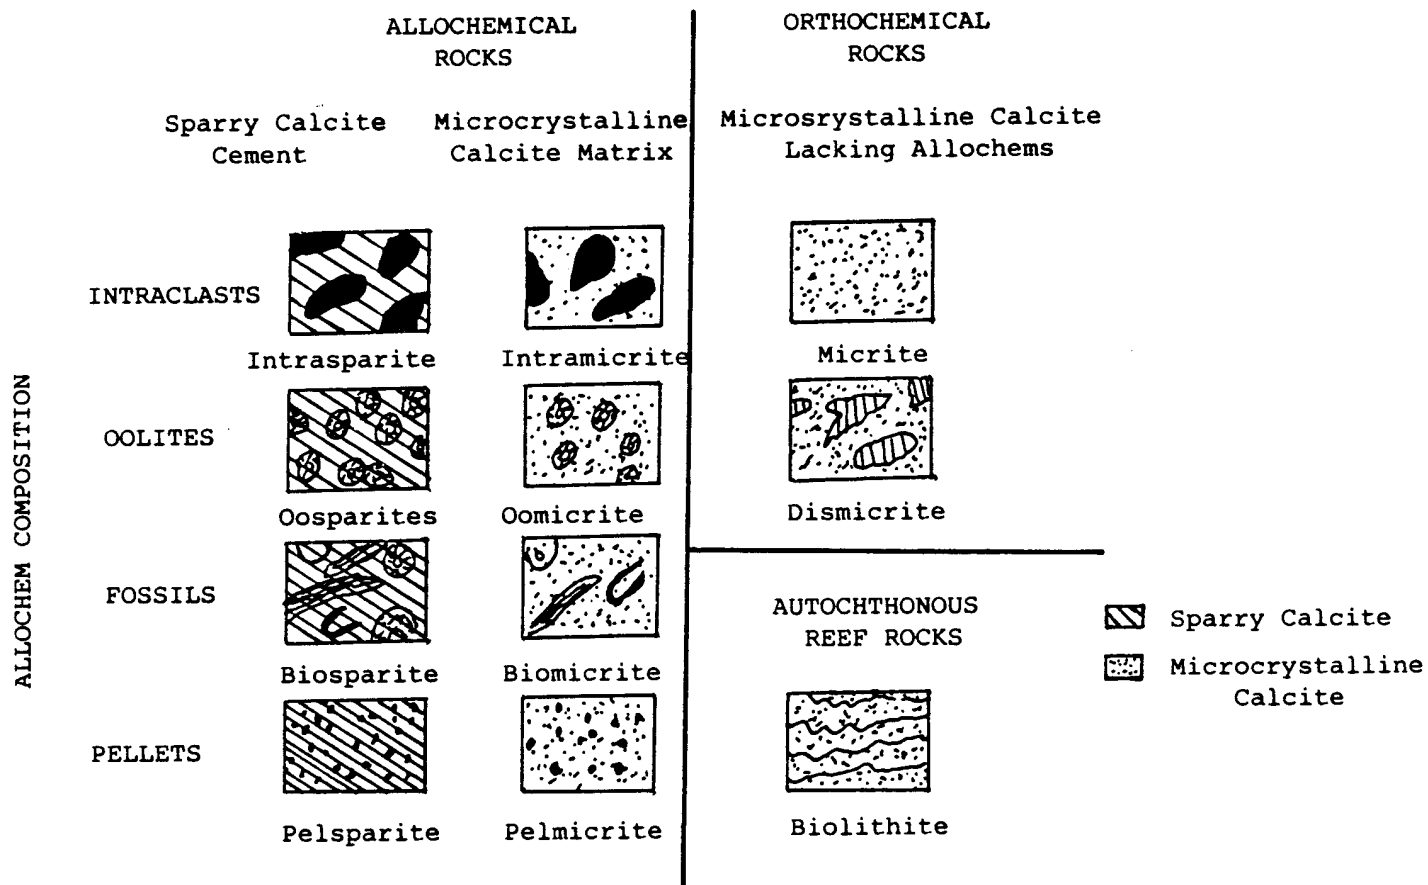 ALLOCHEMICAL
ROCKS
ORTHOCHEMICAL
ROCKS
Sparry Calcite
Cement
Microcrystalline
Calcite Matrix
Microsrystalline Calcite
Lacking Allochems
ALLOCHEM COMPOSITION
INTRACLASTS
Intrasparite
Intramicrite
Micrite
OOLITES
Oosparites
Oomicrite
Dismicrite
FOSSILS
Biosparite
Biomicrite
AUTOCHTHONOUS
REEF ROCKS
PELLETS
Pelsparite
Pelmicrite
Biolithite
Sparry Calcite
Microcrystalline
Calcite